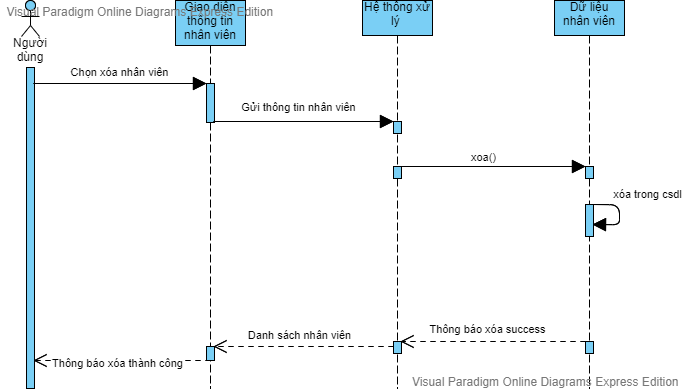 Visual Paradigm Online Diagrams Express Edition
Người
dùng
Giao diện
thông tin
nhân viên
Hệ thống xử
lý
Dữ liệu
nhân viên
Chọn xóa nhân viên
Gửi thông tin nhân viên
xoa()
xóa trong csdl
Thông báo xóa success
Danh sách nhân viên
Thông báo xóa thành công
Visual Paradigm Online Diagrams Express Edition